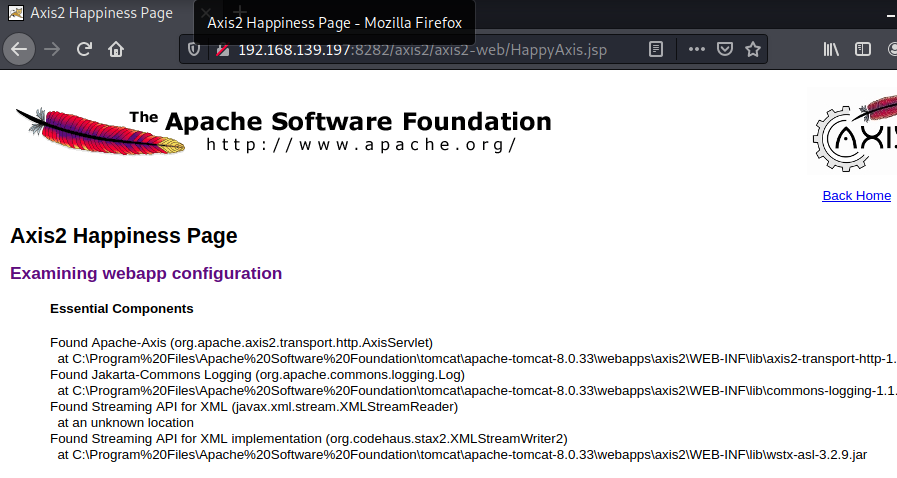 Axis2 Happiness Page
Axis2 Happiness Page - Mozilla Firefox
192.168.139.197:8282/axis2/axis2-web/HappyAxis.jsp
The Apache Software Foundation
http://www.apache.org/
AXIS
Back Home
Axis2 Happiness Page
Examining webapp configuration
Essential Components
Found Apache-Axis (org.apache.axis2.transport.http.AxisServlet)
at C:\Program%20Files\Apache%20Software%20Foundation\tomcat\apache-tomcat-8.0.33\webapps\axis2\WEB-INF\lib\axis2-transport-http-1.
Found Jakarta-Commons Logging (org.apache.commons.logging.Log)
at C:\Program%20Files\Apache%20Software%20Foundation\tomcat\apache-tomcat-8.0.33\webapps\axis2\WEB-INF\lib\commons-logging-1.1.
Found Streaming API for XML (javax.xml.stream.XMLStreamReader)
at an unknown location
Found Streaming API for XML implementation (org.codehaus.stax2.XMLStreamWriter2)
at C:\Program%20Files\Apache%20Software%20Foundation\tomcat\apache-tomcat-8.0.33\webapps\axis2\WEB-INF\lib\wstx-asl-3.2.9.jar